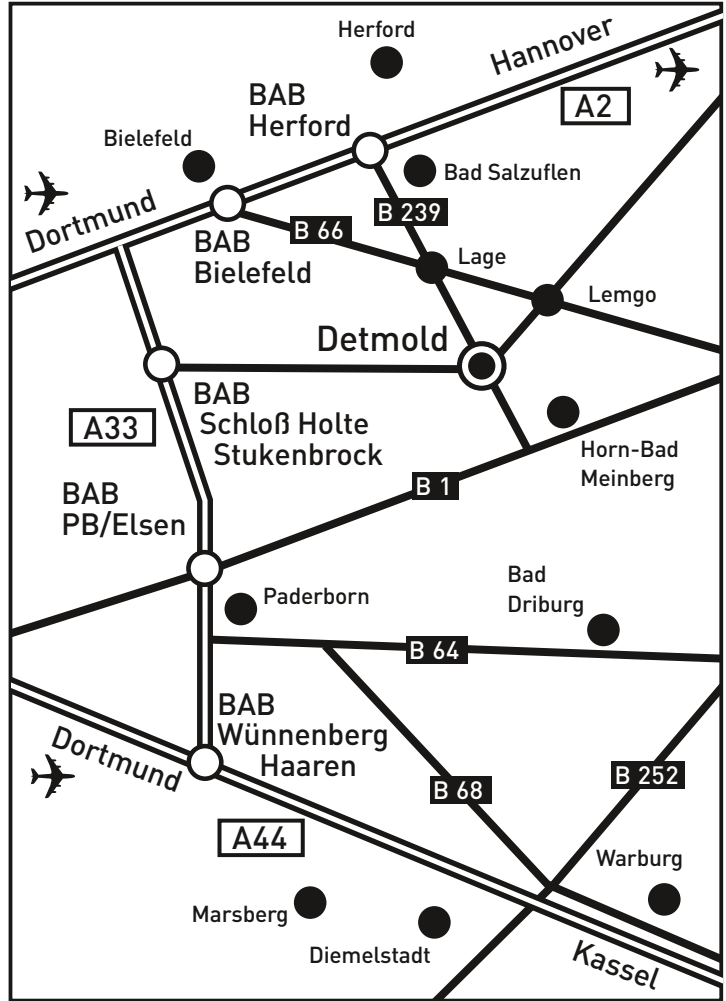 Herford
Hannover
BAB
Herford
A2
Bielefeld
Bad Salzuflen
Dortmund
B 239
B 66
BAB
Bielefeld
Lage
Lemgo
Detmold
BAB
Schloß Holte
Stukenbrock
A33
Horn-Bad
Meinberg
B 1
BAB
PB/Elsen
Paderborn
Bad
Driburg
B 64
BAB
Wünnenberg
Haaren
Dortmund
B 68
B 252
A44
Warburg
Marsberg
Diemelstadt
Kassel